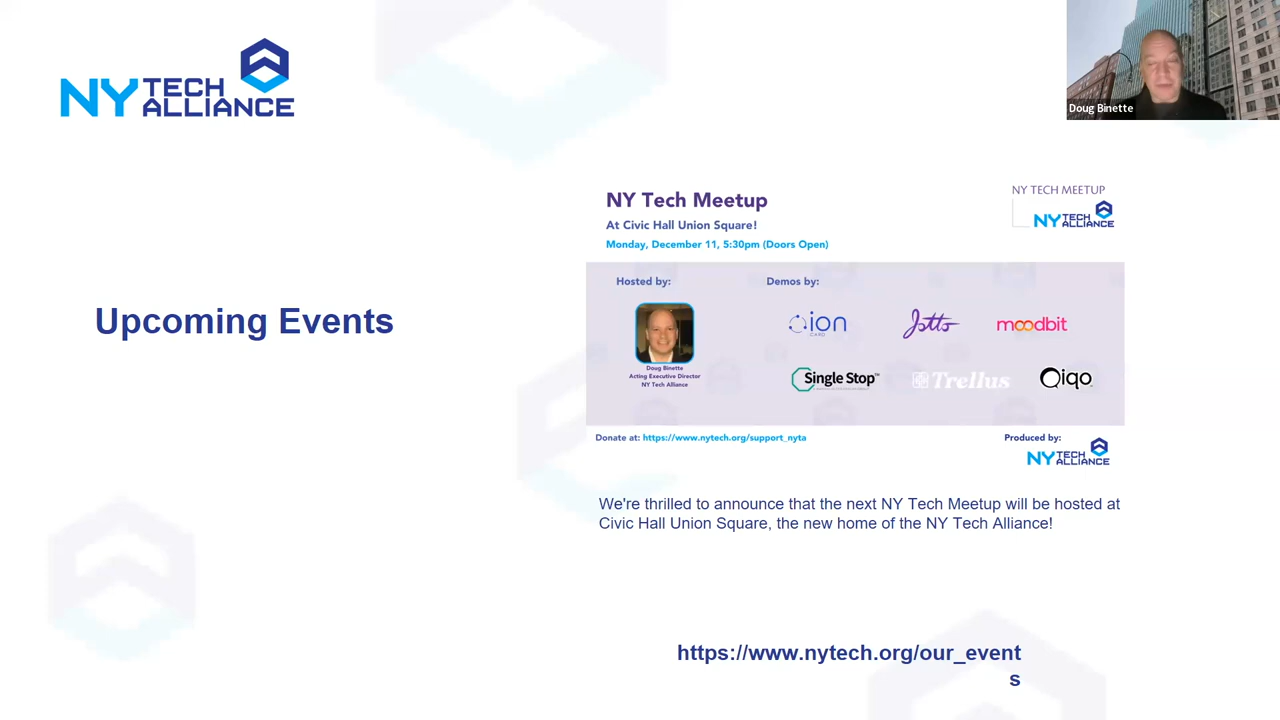 NY TECH
ALLIANCE
Doug Binette
NY Tech Meetup
At Civic Hall Union Square!
Monday, December 11, 5:30pm (Doors Open)
NY TECH MEETUP
NY TECH
ALLIANCE
Upcoming Events
Hosted by:
Demos by:
ion
CARD
Jotto
moodbit
Doug Binette
Acting Executive Director
NY Tech Alliance
Single Stop™
Trellus
Qiqo
Donate at: https://www.nytech.org/support_nyta
Produced by:
NY TECH
ALLIANCE
We're thrilled to announce that the next NY Tech Meetup will be hosted at
Civic Hall Union Square, the new home of the NY Tech Alliance!
https://www.nytech.org/our_event
s